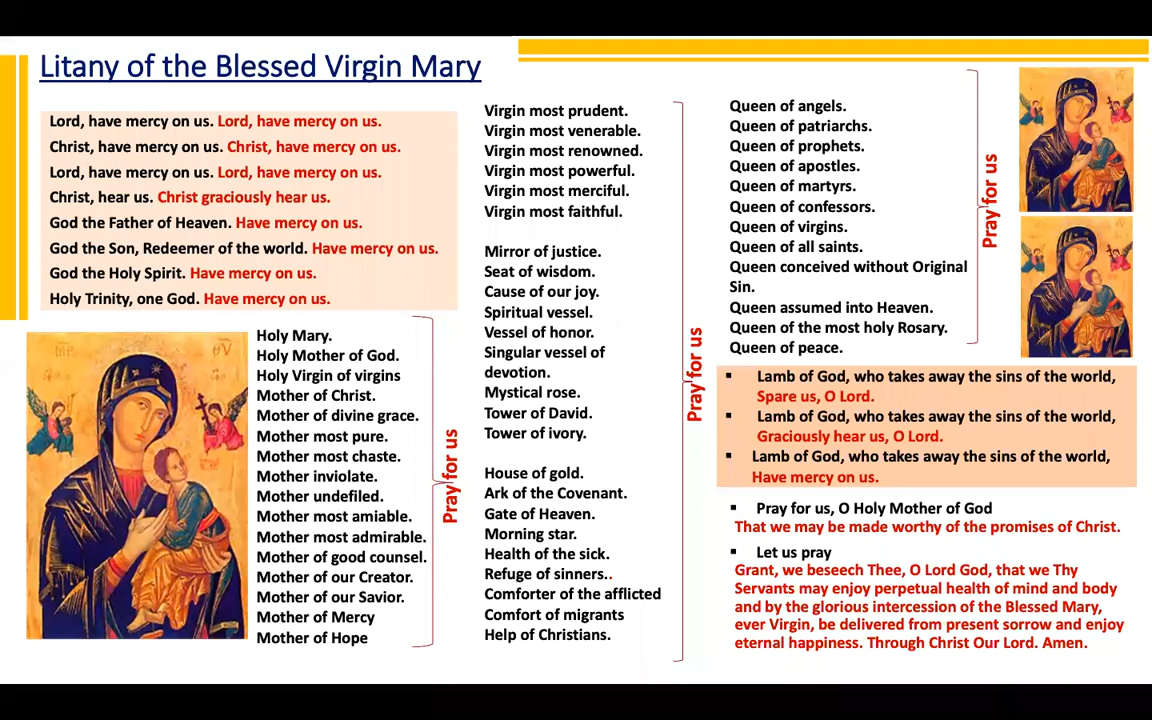 Litany of the Blessed Virgin Mary
Lord, have mercy on us. Lord, have mercy on us.
Christ, have mercy on us. Christ, have mercy on us.
Lord, have mercy on us. Lord, have mercy on us.
Christ, hear us. Christ graciously hear us.
God the Father of Heaven. Have mercy on us.
God the Son, Redeemer of the world. Have mercy on us.
God the Holy Spirit. Have mercy on us.
Holy Trinity, one God. Have mercy on us.
Holy Mary.
Holy Mother of God.
Holy Virgin of virgins
Mother of Christ.
Mother of divine grace.
Mother most pure.
Mother most chaste.
Mother inviolate.
Mother undefiled.
Mother most amiable.
Mother most admirable.
Mother of good counsel.
Mother of our Creator.
Mother of our Savior.
Mother of Mercy
Mother of Hope
Pray for us
Virgin most prudent.
Virgin most venerable.
Virgin most renowned.
Virgin most powerful.
Virgin most merciful.
Virgin most faithful.
Mirror of justice.
Seat of wisdom.
Cause of our joy.
Spiritual vessel.
Vessel of honor.
Singular vessel of
devotion.
Mystical rose.
Tower of David.
Tower of ivory.
House of gold.
Ark of the Covenant.
Gate of Heaven.
Morning star.
Health of the sick.
Refuge of sinners..
Comforter of the afflicted
Comfort of migrants
Help of Christians.
Pray for us
Queen of angels.
Queen of patriarchs.
Queen of prophets.
Queen of apostles.
Queen of martyrs.
Queen of confessors.
Queen of virgins.
Queen of all saints.
Queen conceived without Original
Sin.
Queen assumed into Heaven.
Queen of the most holy Rosary.
Queen of peace.
Pray for us
▪ Lamb of God, who takes away the sins of the world,
Spare us, O Lord.
▪ Lamb of God, who takes away the sins of the world,
Graciously hear us, O Lord.
▪ Lamb of God, who takes away the sins of the world,
Have mercy on us.
▪ Pray for us, O Holy Mother of God
That we may be made worthy of the promises of Christ.
▪ Let us pray
Grant, we beseech Thee, O Lord God, that we Thy
Servants may enjoy perpetual health of mind and body
and by the glorious intercession of the Blessed Mary,
ever Virgin, be delivered from present sorrow and enjoy
eternal happiness. Through Christ Our Lord. Amen.